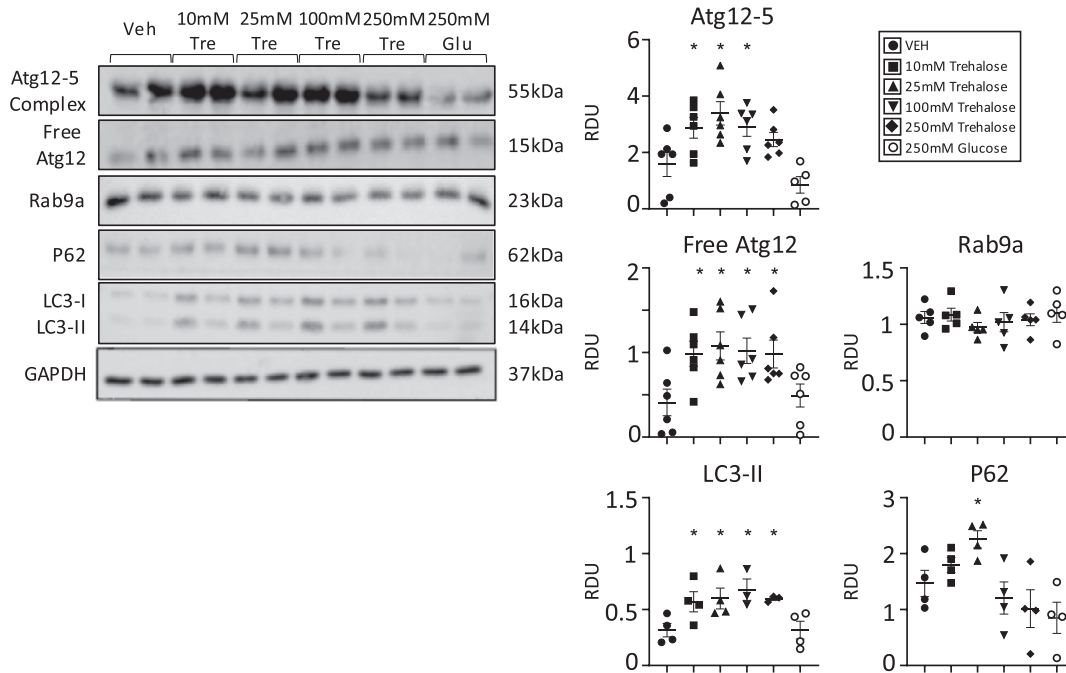 Veh
10mM 25mM 100mM 250mM 250mM
Tre Tre Tre Tre Glu
Atg12-5
Complex
55kDa
Free
Atg12
15kDa
Rab9a
23kDa
P62
62kDa
LC3-I
16kDa
LC3-II
14kDa
GAPDH
37kDa
Atg12-5
6
4
2
0
RDU
* * *
VEH
10mM Trehalose
25mM Trehalose
100mM Trehalose
250mM Trehalose
250mM Glucose
Free Atg12
2
1
0
RDU
* * * *
Rab9a
1.5
1.0
0.5
0
RDU
LC3-II
1.5
1
0.5
0
RDU
* * * *
P62
3
2
1
0
RDU
*